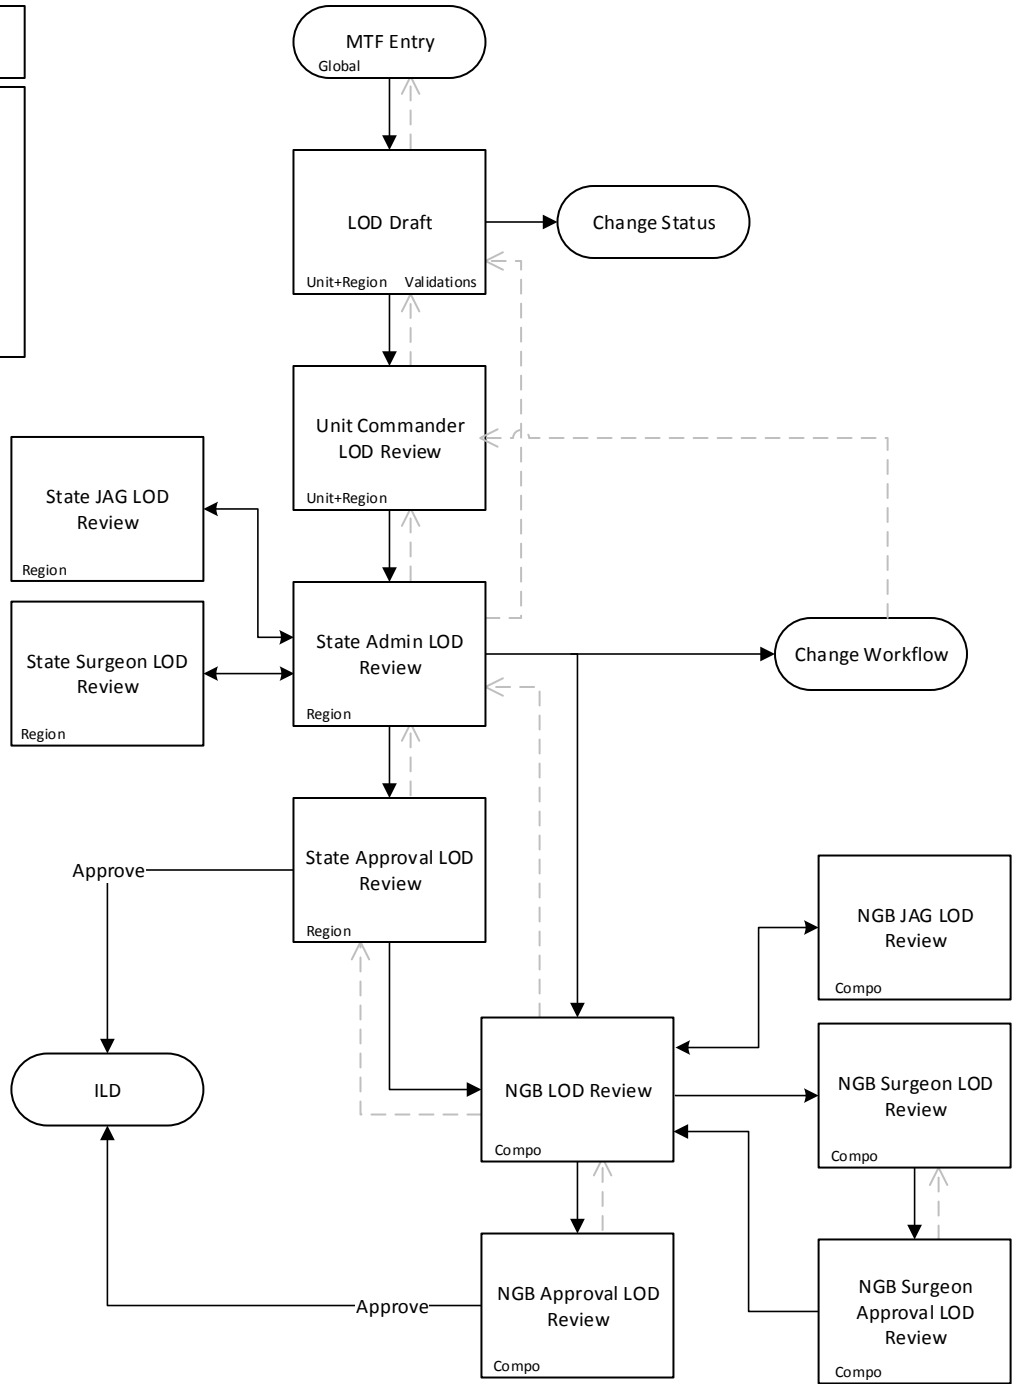 MTF Entry
Global
LOD Draft
Unit+Region Validations
Change Status
Unit Commander
LOD Review
Unit+Region
State JAG LOD
Review
Region
State Surgeon LOD
Review
Region
State Admin LOD
Review
Region
Change Workflow
State Approval LOD
Review
Region
Approve
NGB JAG LOD
Review
Compo
ILD
NGB LOD Review
Compo
NGB Surgeon LOD
Review
Compo
NGB Approval LOD
Review
Compo
Approve
NGB Surgeon
Approval LOD
Review
Compo